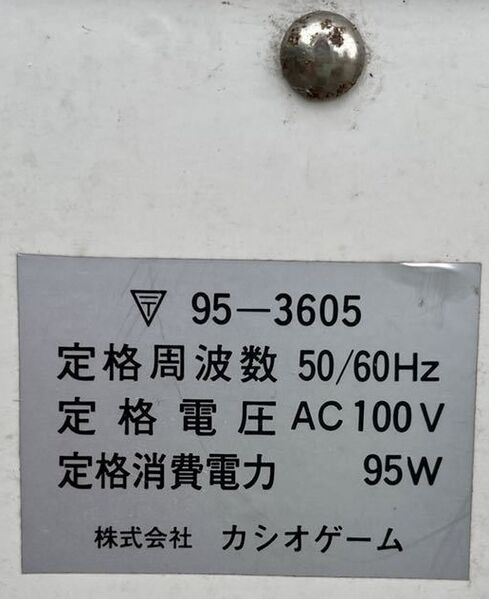 〒 95-3605
定格周波数 50/60Hz
定格電圧 AC100V
定格消費電力 95W
株式会社 カシオゲーム